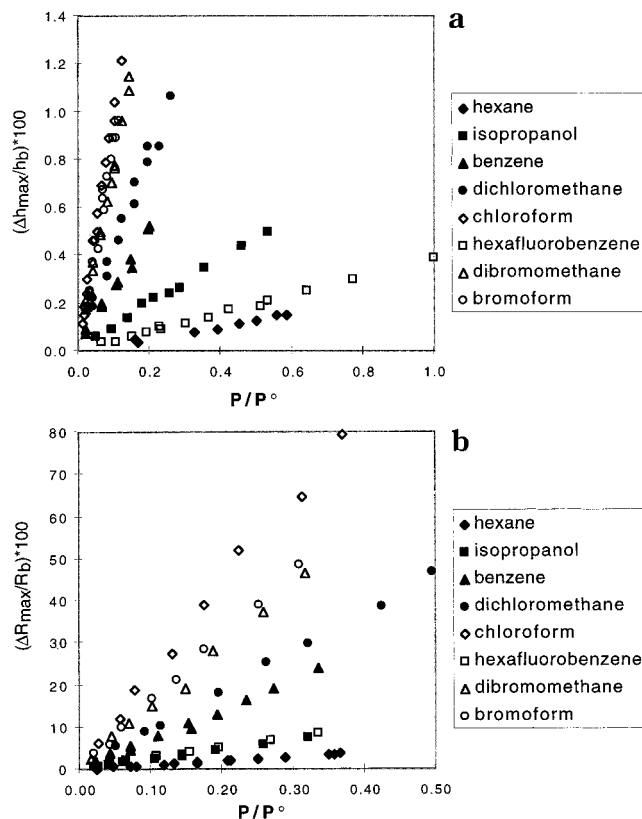 a
1.4
1.2
1.0
0.8
0.6
0.4
0.2
0.0
(Δhmax/hb)*100
0.0 0.2 0.4 0.6 0.8 1.0
P/P°
hexane
isopropanol
benzene
dichloromethane
chloroform
hexafluorobenzene
dibromomethane
bromoform
b
80
70
60
50
40
30
20
10
0
(ΔRmax/Rb)*100
0.00 0.10 0.20 0.30 0.40 0.50
P/P°
hexane
isopropanol
benzene
dichloromethane
chloroform
hexafluorobenzene
dibromomethane
bromoform